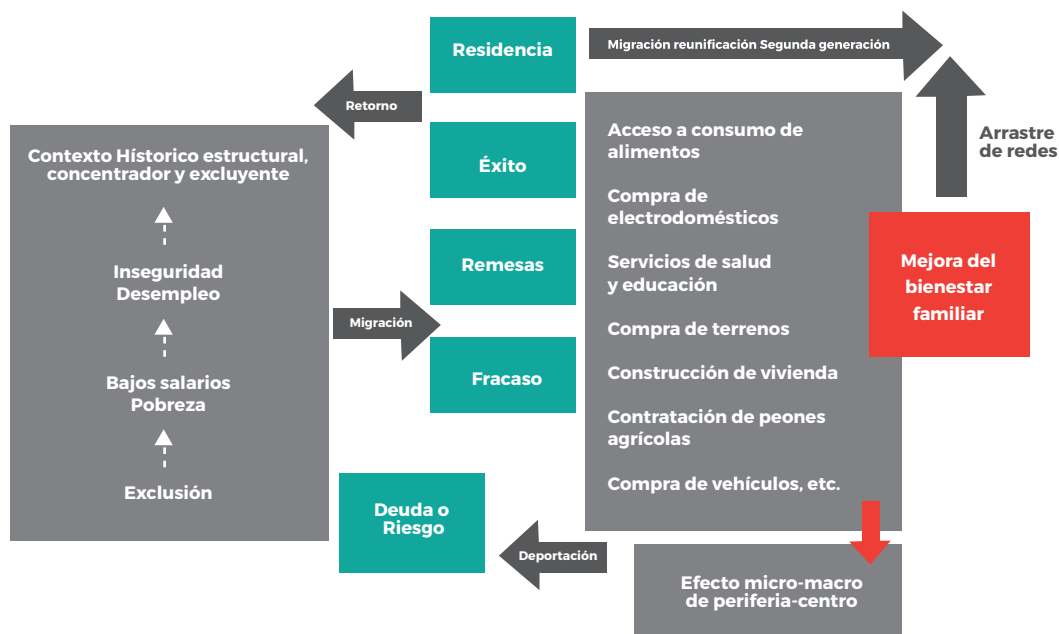 Residencia
Migración reunificación Segunda generación
Retorno
Contexto Hístorico estructural,
concentrador y excluyente
Inseguridad
Desempleo
Bajos salarios
Pobreza
Exclusión
Migración
Éxito
Remesas
Fracaso
Deuda o
Riesgo
Deportación
Acceso a consumo de
alimentos
Compra de
electrodomésticos
Servicios de salud
y educación
Compra de terrenos
Construcción de vivienda
Contratación de peones
agrícolas
Compra de vehículos, etc.
Arrastre
de redes
Mejora del
bienestar
familiar
Efecto micro-macro
de periferia-centro